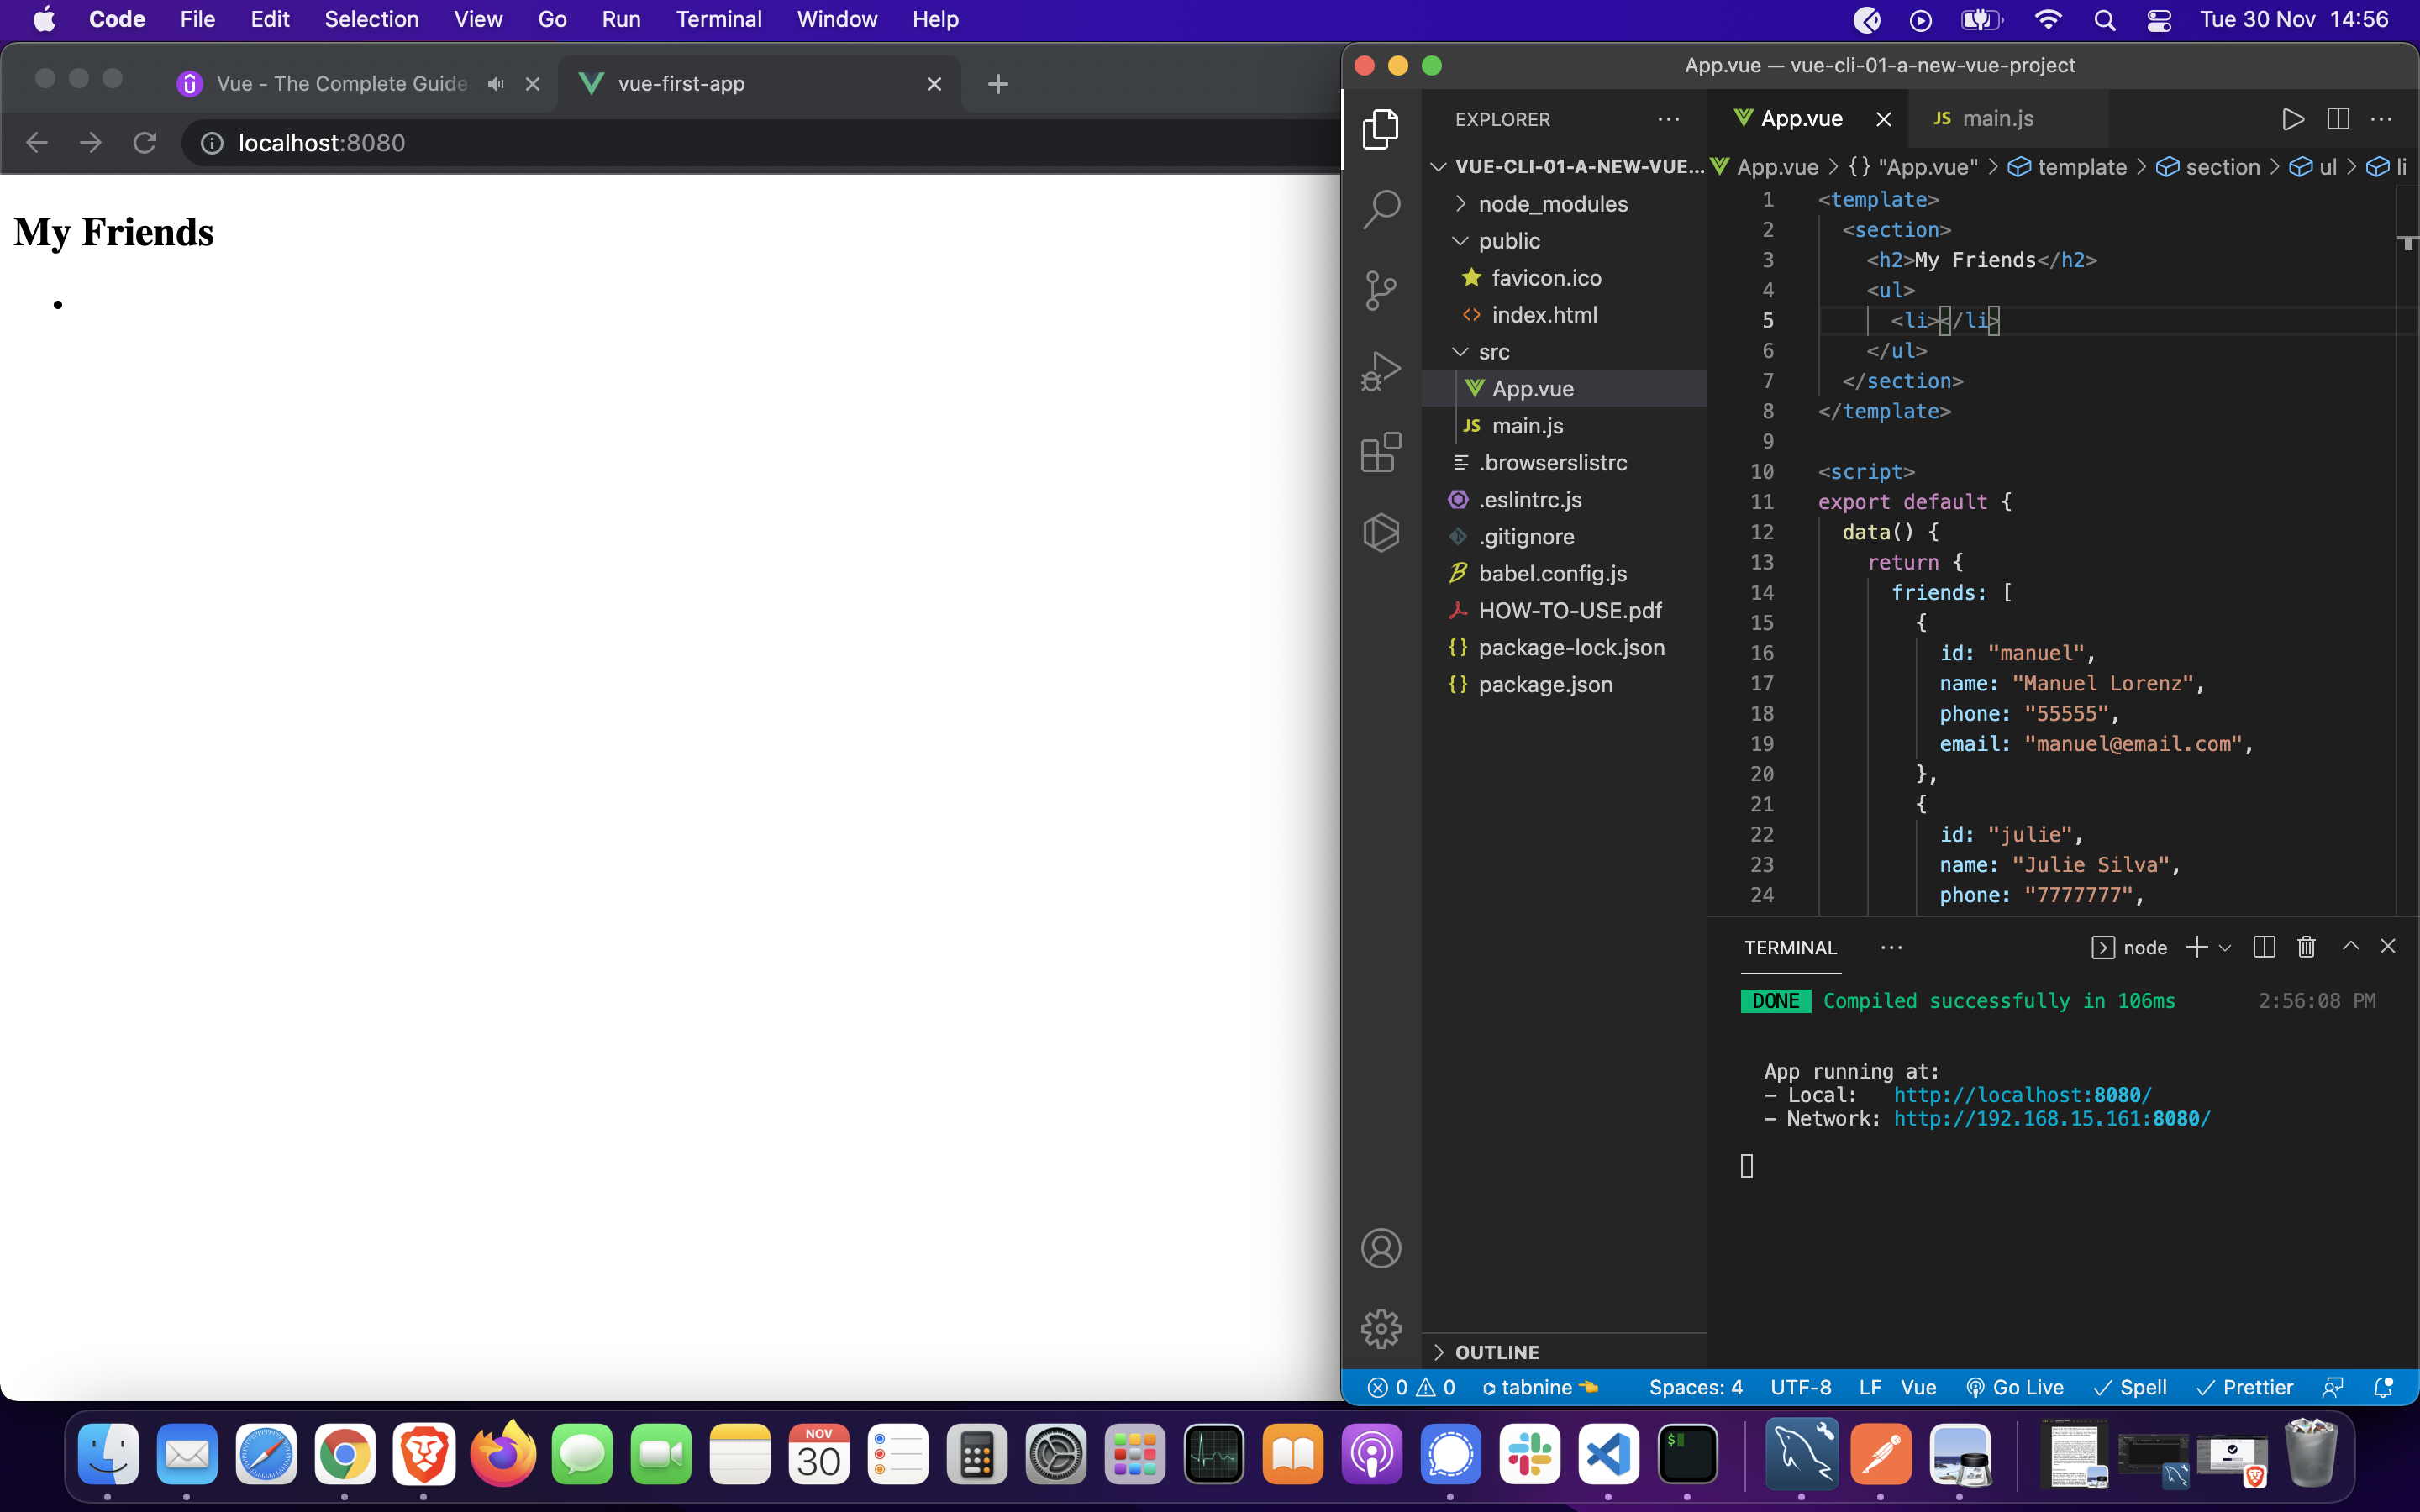 Code File Edit Selection View Go Run Terminal Window Help Tue 30 Nov 14:56
Vue - The Complete Guide vue-first-app
localhost:8080
My Friends
App.vue — vue-cli-01-a-new-vue-project
EXPLORER
VUE-CLI-01-A-NEW-VUE...
node_modules
public
favicon.ico
index.html
src
App.vue
JS main.js
.browserslistrc
.eslintrc.js
.gitignore
babel.config.js
HOW-TO-USE.pdf
{} package-lock.json
{} package.json
OUTLINE
App.vue JS main.js
App.vue > {} "App.vue" > template > section > ul > li
1 <template>
2 <section>
3 <h2>My Friends</h2>
4 <ul>
5 <li></li>
6 </ul>
7 </section>
8 </template>
9
10 <script>
11 export default {
12 data() {
13 return {
14 friends: [
15 {
16 id: "manuel",
17 name: "Manuel Lorenz",
18 phone: "55555",
19 email: "manuel@email.com",
20 },
21 {
22 id: "julie",
23 name: "Julie Silva",
24 phone: "7777777",
TERMINAL node
DONE Compiled successfully in 106ms 2:56:08 PM
App running at:
- Local: http://localhost:8080/
- Network: http://192.168.15.161:8080/
0 0 tabnine Spaces: 4 UTF-8 LF Vue Go Live Spell Prettier
NOV
30